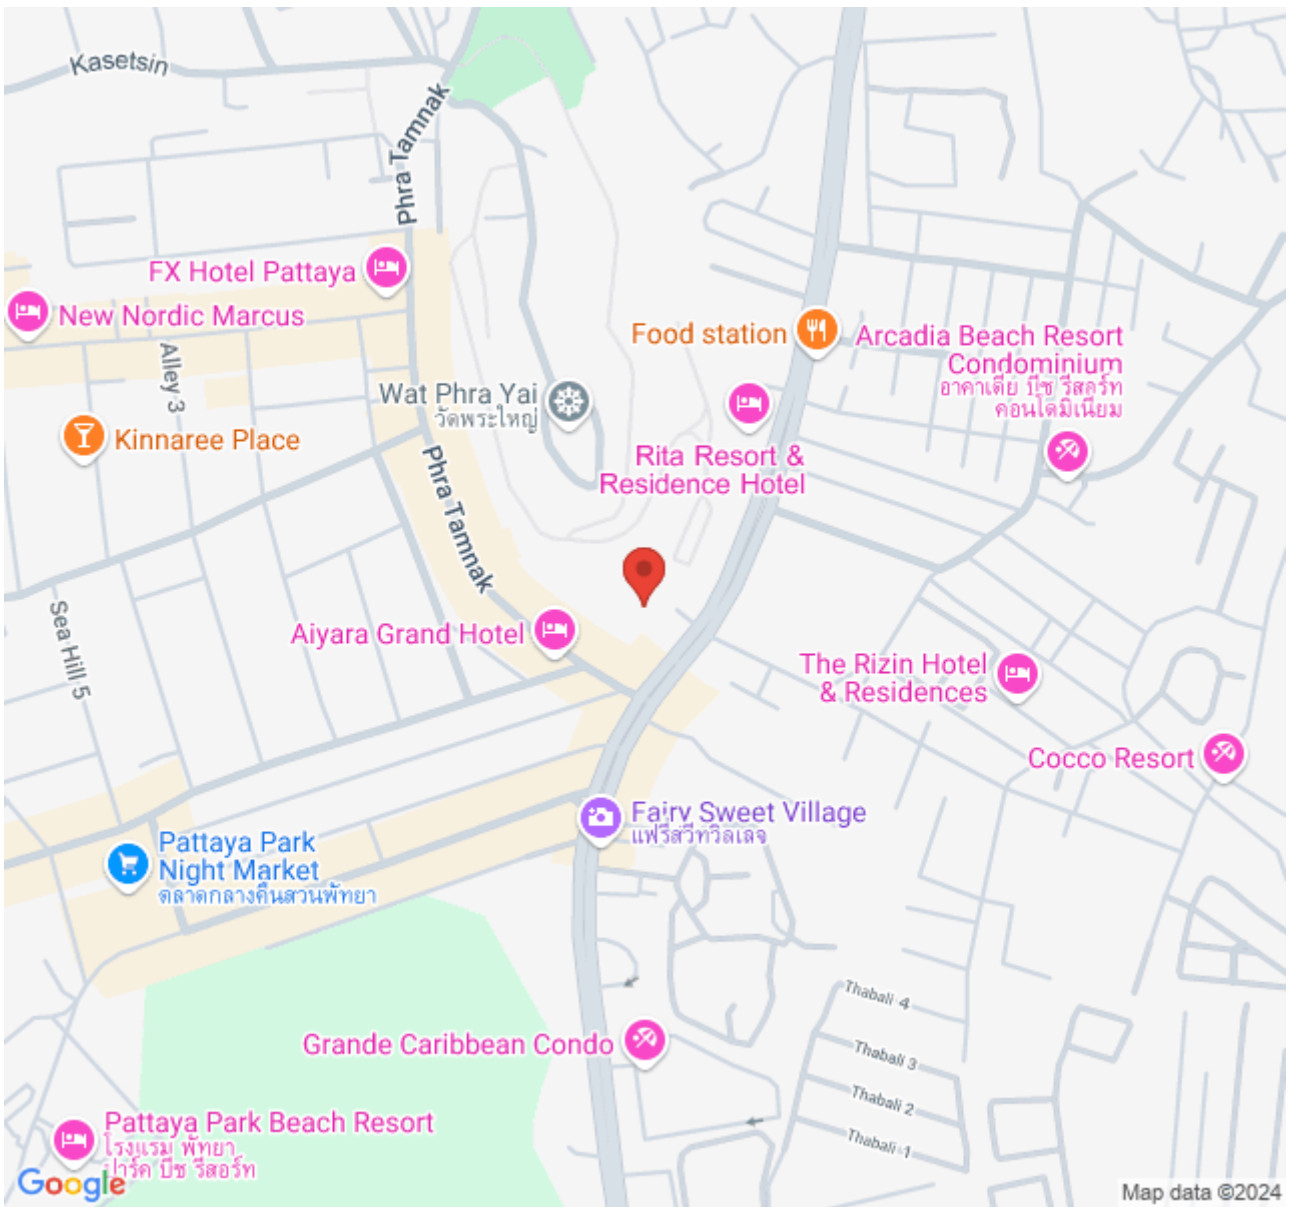 Kasetsin
Phra Tamnak
FX Hotel Pattaya
New Nordic Marcus
Food station
Arcadia Beach Resort
Condominium
อาคาเดีย บีช รีสอร์ท
คอนโดมิเนียม
Alley 3
Wat Phra Yai
วัดพระใหญ่
Kinnaree Place
Rita Resort &
Residence Hotel
Phra Tamnak
Sea Hill 5
Aiyara Grand Hotel
The Rizin Hotel
& Residences
Cocco Resort
Fairy Sweet Village
แฟรีสวีทวิลเลจ
Pattaya Park
Night Market
ตลาดกลางคืนสวนพัทยา
Thabali 4
Grande Caribbean Condo
Thabali 3
Thabali 2
Pattaya Park Beach Resort
โรงแรม พัทยา
ปาร์ค บีช รีสอร์ท
Thabali 1
Google
Map data ©2024